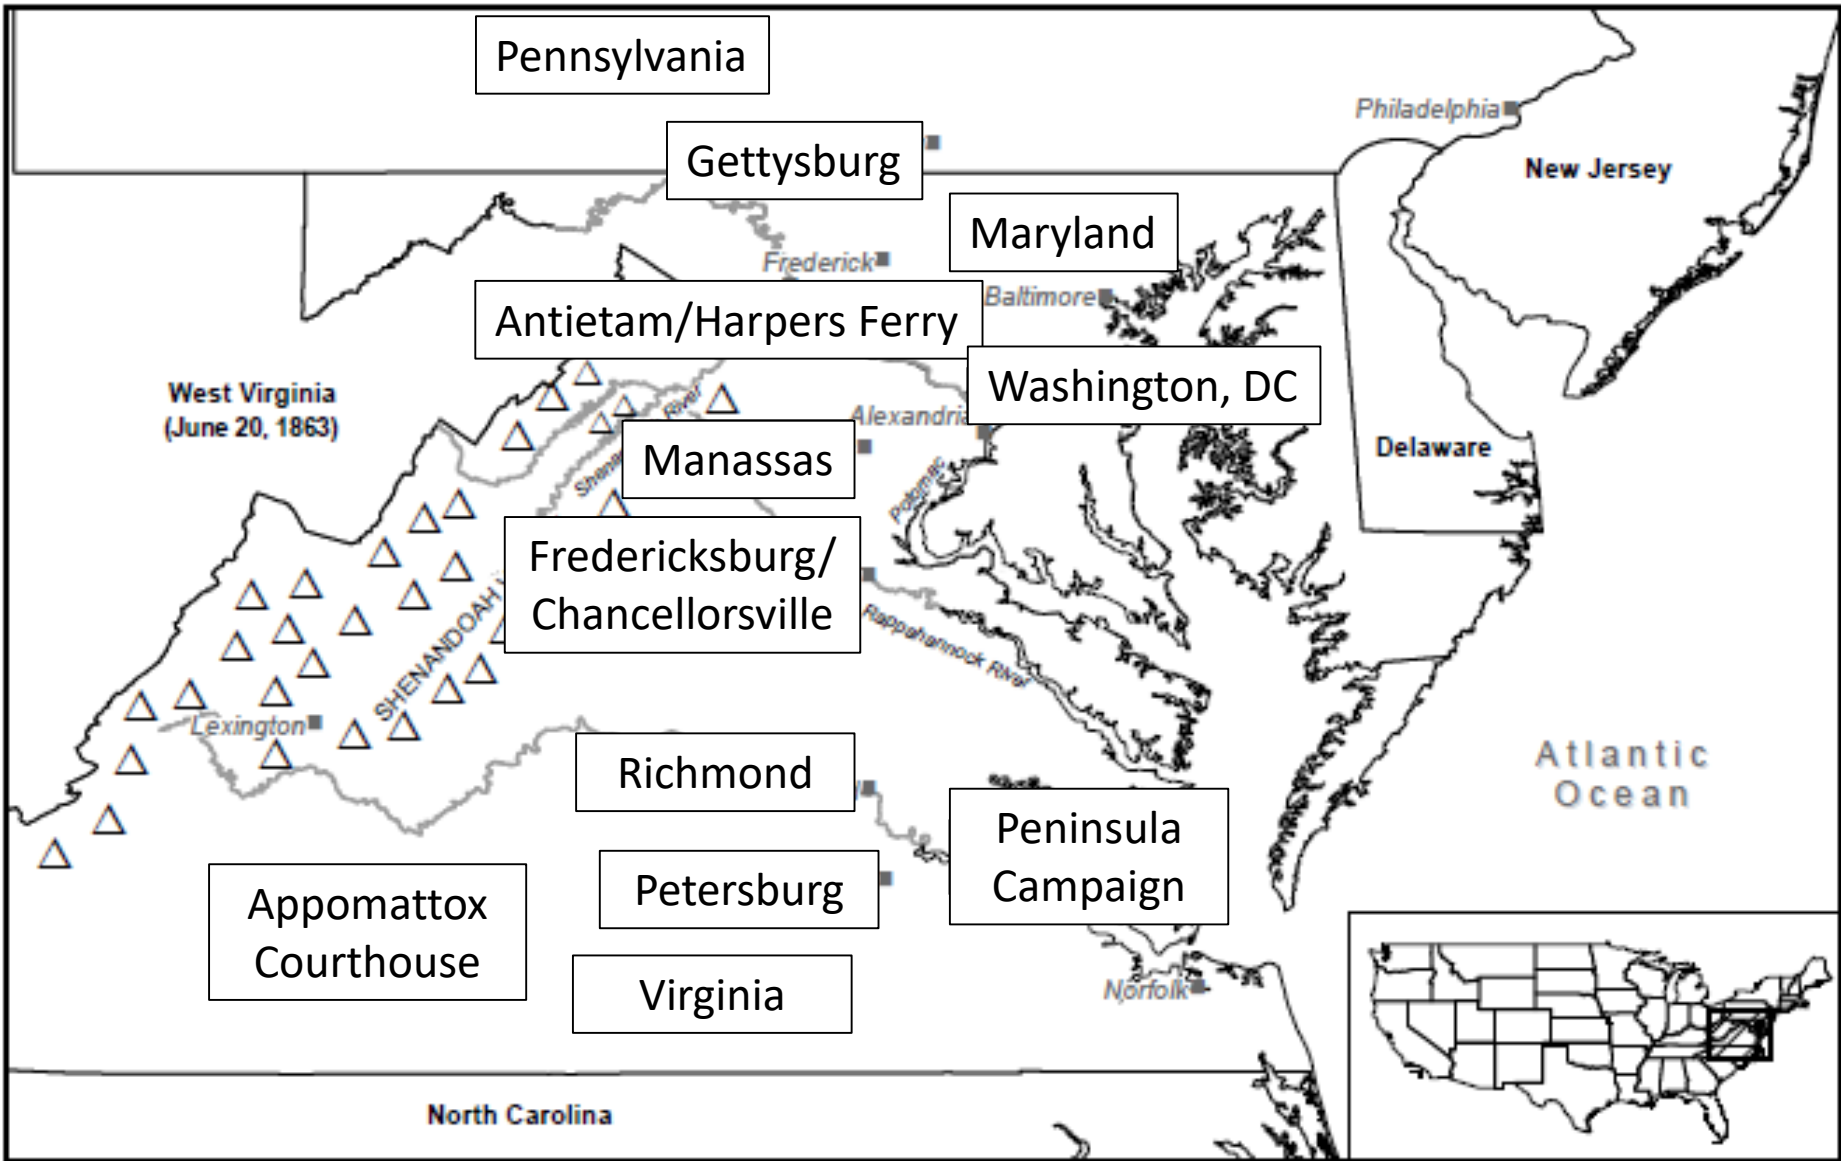 Pennsylvania
Philadelphia
Gettysburg
New Jersey
Maryland
Frederick
Baltimore
Antietam/Harpers Ferry
Washington, DC
West Virginia
(June 20, 1863)
River
Alexandria
Delaware
Manassas
Potomac
Fredericksburg/
Chancellorsville
SHENANDOAH
Rappahannock River
Lexington
Richmond
Atlantic
Ocean
Peninsula
Campaign
Petersburg
Appomattox
Courthouse
Virginia
Norfolk
North Carolina